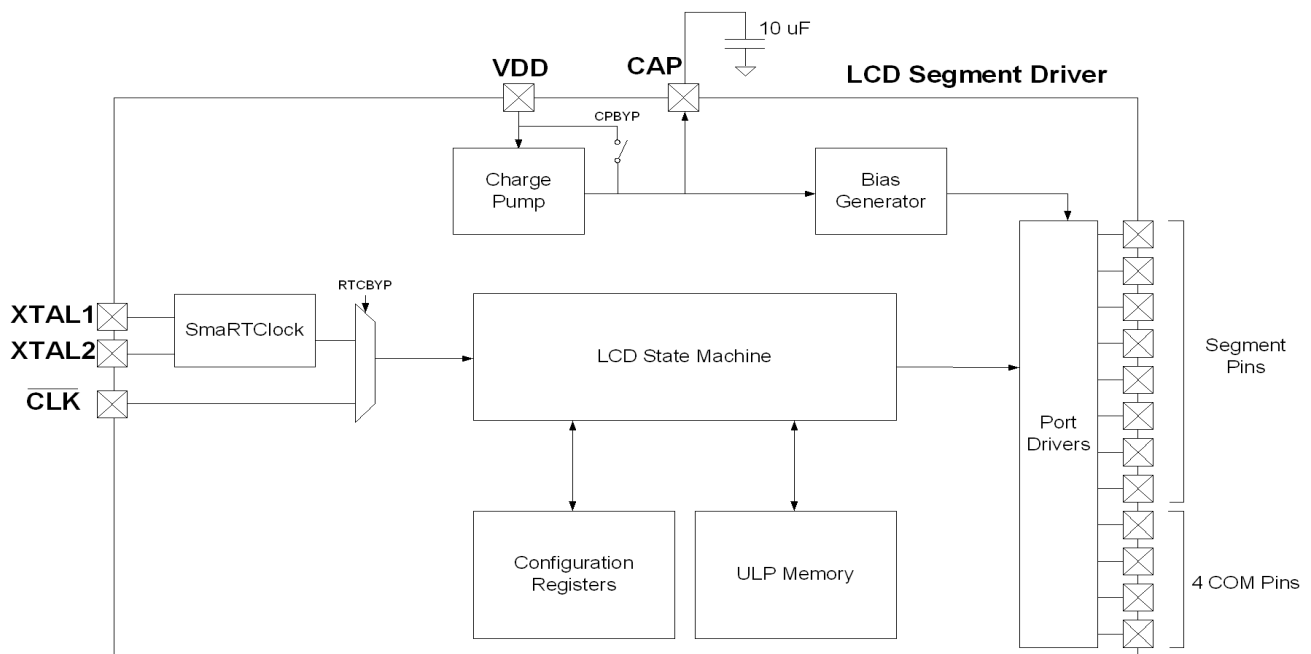 10 uF
VDD
CAP
LCD Segment Driver
CPBYP
Charge
Pump
Bias
Generator
XTAL1
XTAL2
CLK
SmaRTClock
RTCBYP
LCD State Machine
Port
Drivers
Segment
Pins
Configuration
Registers
ULP Memory
4 COM Pins